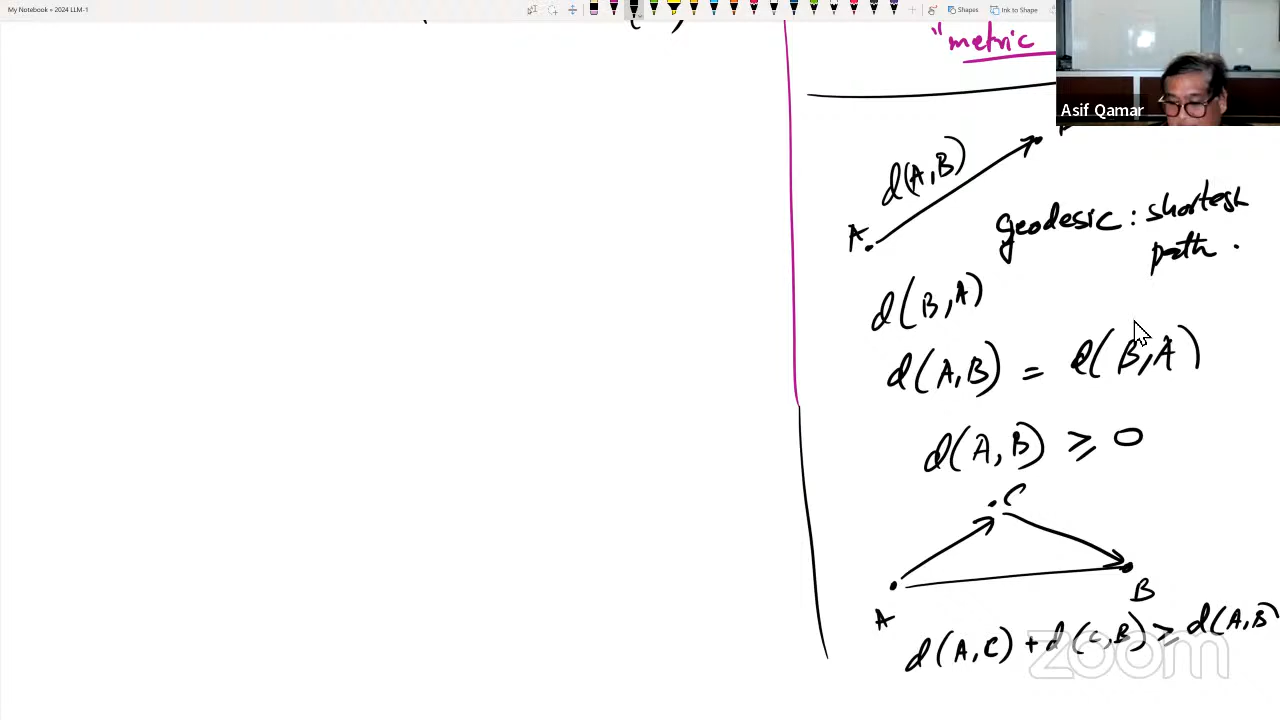 My Notebook » 2024 LLM-1
Shapes
Ink to Shape
"metric
Asif Qamar
d(A,B)
A
geodesic : shortest
path.
d(B,A)
d(A,B) = d(B,A)
d(A,B) ≥ 0
C
A
B
d(A,C) + d(C,B) ≥ d(A,B)
zoom